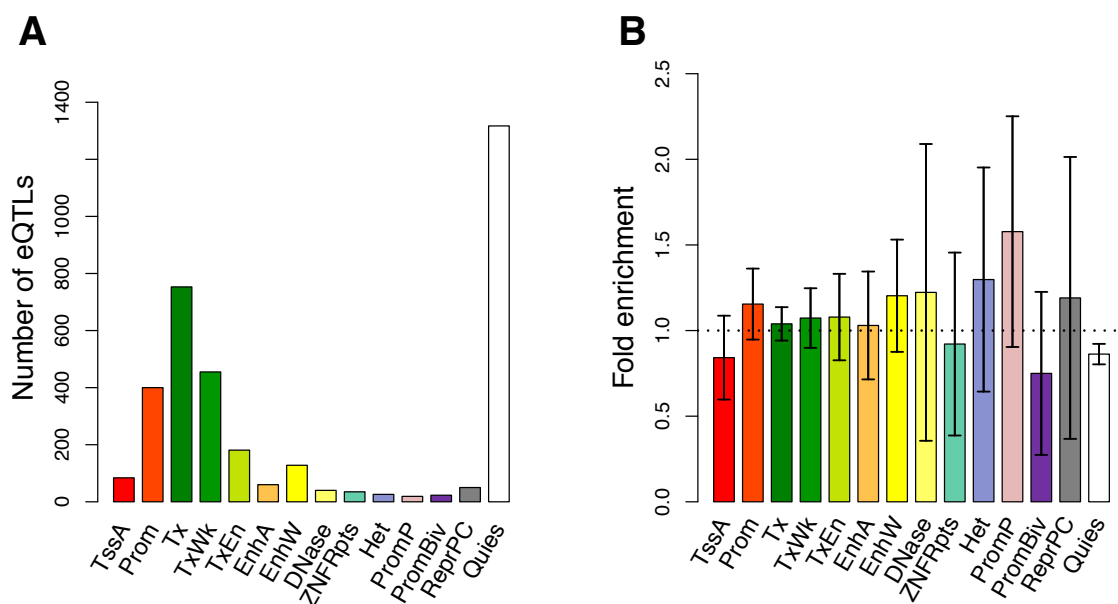 A
Number of eQTLs
1400
1000
800
600
400
200
0
TssA
Prom
Tx
TxWk
TxEn
EnhA
EnhW
DNase
ZNFRpts
Het
PromP
PromBiv
ReprPC
Quies
B
Fold enrichment
2.5
2.0
1.5
1.0
0.5
0.0
TssA
Prom
Tx
TxWk
TxEn
EnhA
EnhW
DNase
ZNFRpts
Het
PromP
PromBiv
ReprPC
Quies